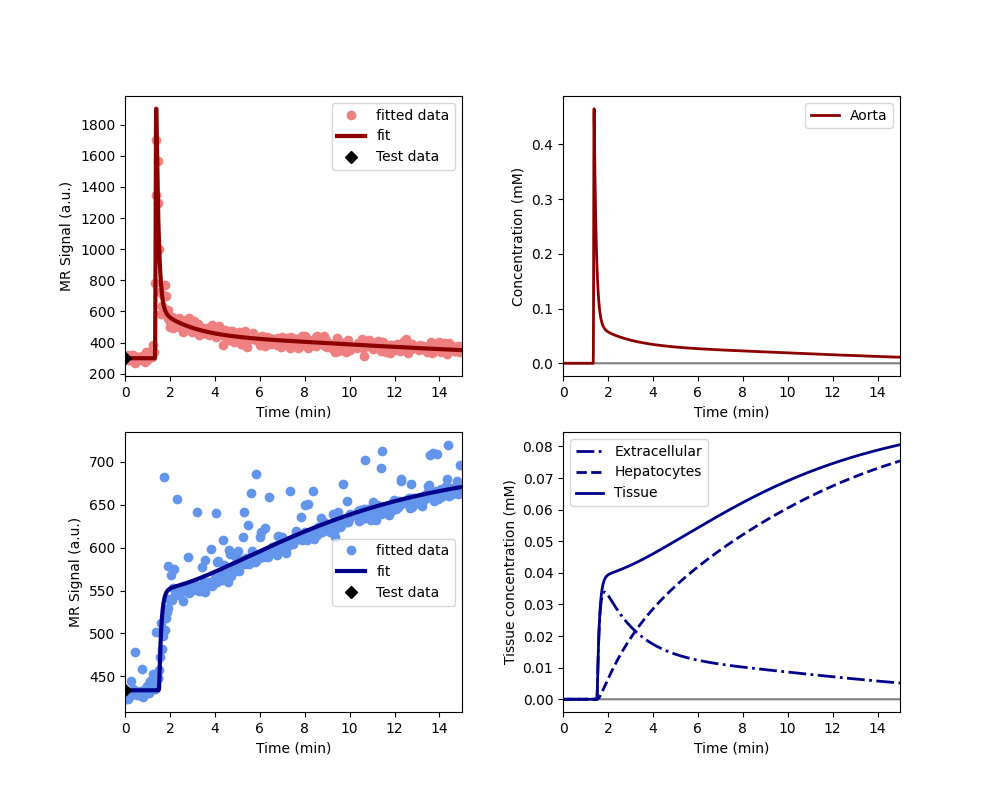 MR Signal (a.u.)
1800
1600
1400
1200
1000
800
600
400
200
0 2 4 6 8 10 12 14
Time (min)
fitted data
fit
Test data
Concentration (mM)
0.4
0.3
0.2
0.1
0.0
0 2 4 6 8 10 12 14
Time (min)
Aorta
MR Signal (a.u.)
700
650
600
550
500
450
0 2 4 6 8 10 12 14
Time (min)
fitted data
fit
Test data
Tissue concentration (mM)
0.08
0.07
0.06
0.05
0.04
0.03
0.02
0.01
0.00
0 2 4 6 8 10 12 14
Time (min)
Extracellular
Hepatocytes
Tissue